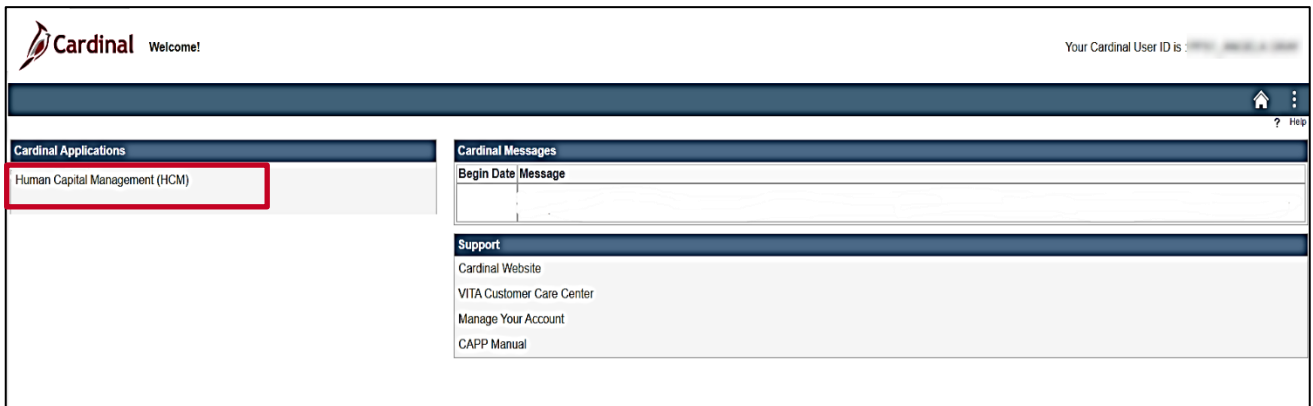 Cardinal Welcome!
Your Cardinal User ID is :
? Help
Cardinal Applications
Human Capital Management (HCM)
Cardinal Messages
Begin Date Message
Support
Cardinal Website
VITA Customer Care Center
Manage Your Account
CAPP Manual